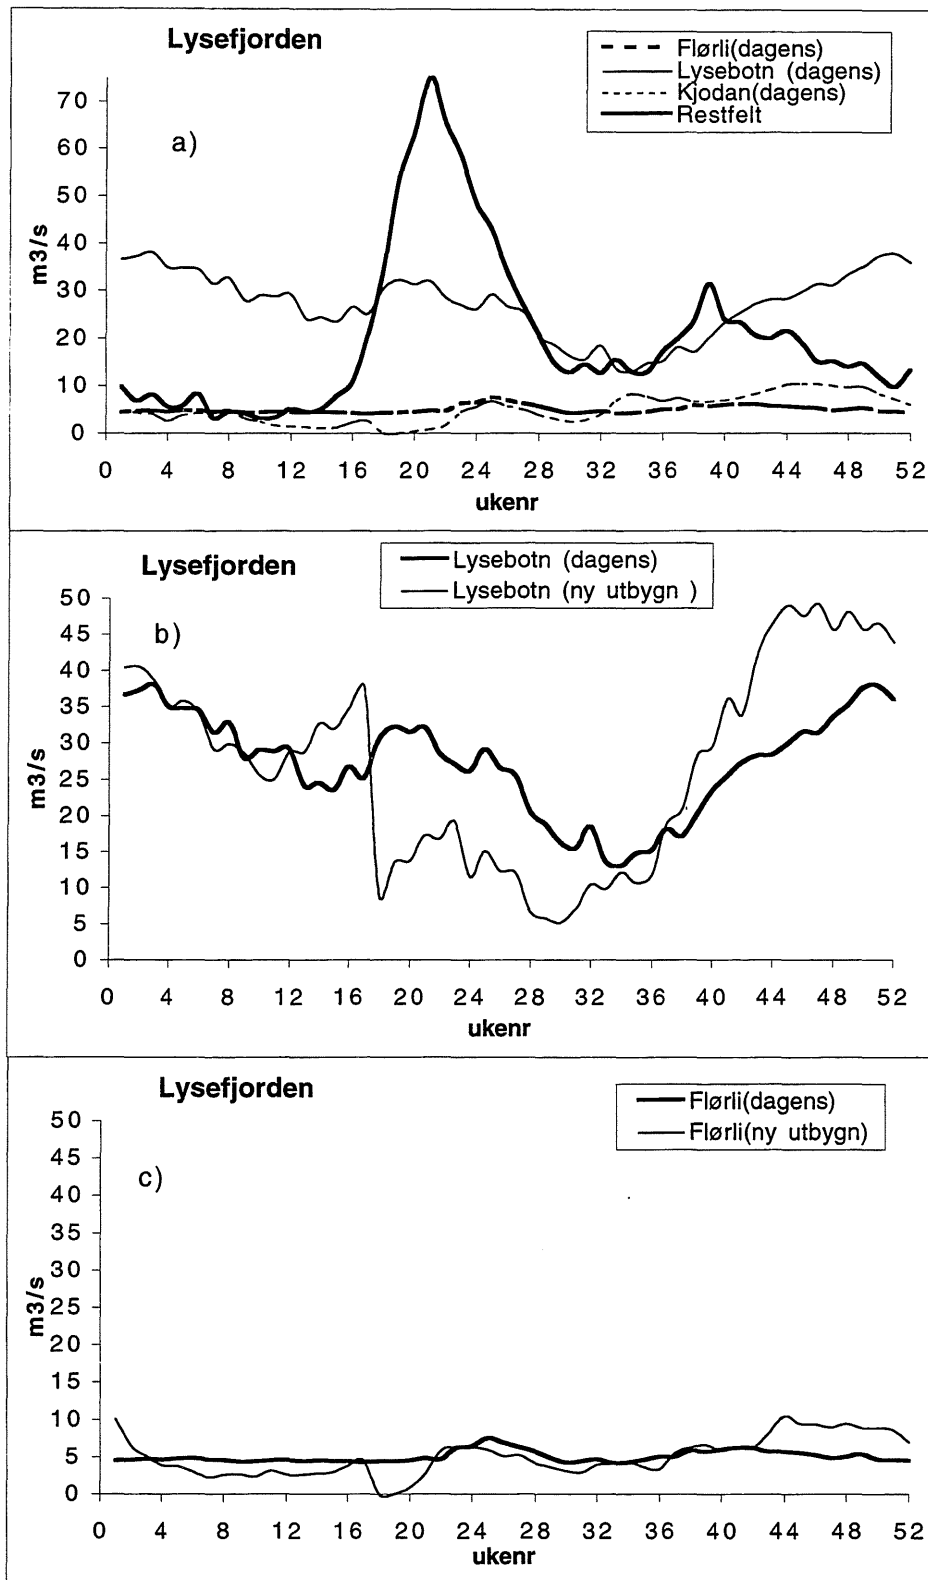 Lysefjorden
Flørli(dagens)
Lysebotn (dagens)
Kjodan(dagens)
Restfelt
a)
m3/s
70
60
50
40
30
20
10
0
0 4 8 12 16 20 24 28 32 36 40 44 48 52
ukenr
Lysefjorden
Lysebotn (dagens)
Lysebotn (ny utbygn )
b)
m3/s
50
45
40
35
30
25
20
15
10
5
0
0 4 8 12 16 20 24 28 32 36 40 44 48 52
ukenr
Lysefjorden
Flørli(dagens)
Flørli(ny utbygn)
c)
m3/s
50
45
40
35
30
25
20
15
10
5
0
0 4 8 12 16 20 24 28 32 36 40 44 48 52
ukenr